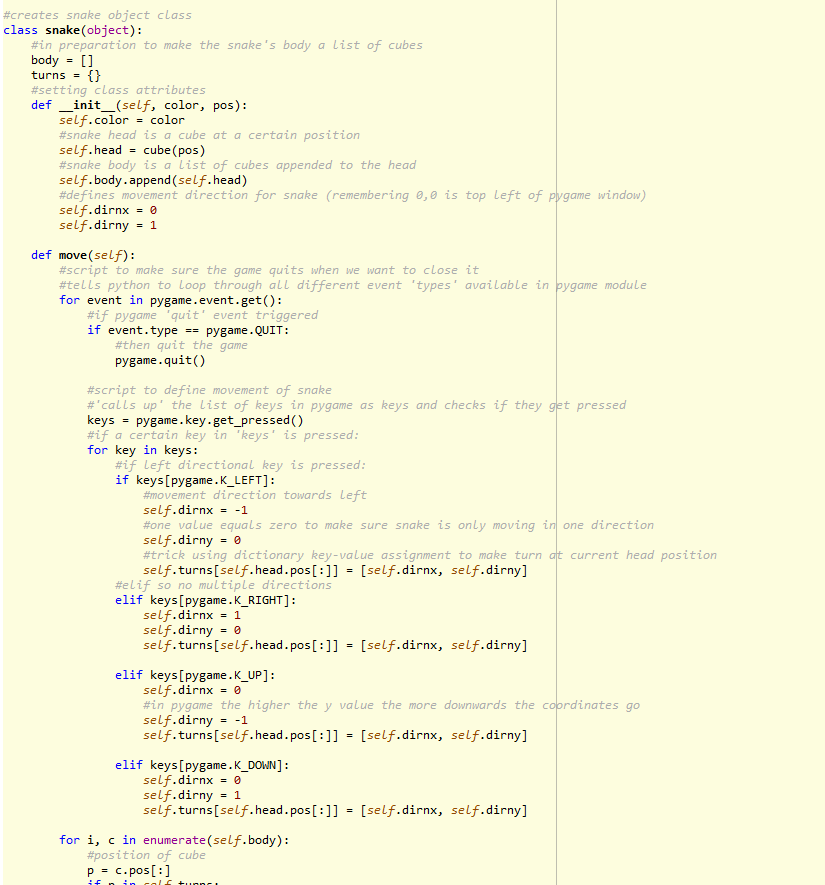 #creates snake object class
class snake(object):
    #in preparation to make the snake's body a list of cubes
    body = []
    turns = {}
    #setting class attributes
    def __init__(self, color, pos):
        self.color = color
        #snake head is a cube at a certain position
        self.head = cube(pos)
        #snake body is a list of cubes appended to the head
        self.body.append(self.head)
        #defines movement direction for snake (remembering 0,0 is top left of pygame window)
        self.dirnx = 0
        self.dirny = 1

    def move(self):
        #script to make sure the game quits when we want to close it
        #tells python to loop through all different event 'types' available in pygame module
        for event in pygame.event.get():
            #if pygame 'quit' event triggered
            if event.type == pygame.QUIT:
                #then quit the game
                pygame.quit()

            #script to define movement of snake
            #'calls up' the list of keys in pygame as keys and checks if they get pressed
            keys = pygame.key.get_pressed()
            #if a certain key in 'keys' is pressed:
            for key in keys:
                #if left directional key is pressed:
                if keys[pygame.K_LEFT]:
                    #movement direction towards left
                    self.dirnx = -1
                    #one value equals zero to make sure snake is only moving in one direction
                    self.dirny = 0
                    #trick using dictionary key-value assignment to make turn at current head position
                    self.turns[self.head.pos[:]] = [self.dirnx, self.dirny]
                #elif so no multiple directions
                elif keys[pygame.K_RIGHT]:
                    self.dirnx = 1
                    self.dirny = 0
                    self.turns[self.head.pos[:]] = [self.dirnx, self.dirny]

                elif keys[pygame.K_UP]:
                    self.dirnx = 0
                    #in pygame the higher the y value the more downwards the coordinates go
                    self.dirny = -1
                    self.turns[self.head.pos[:]] = [self.dirnx, self.dirny]

                elif keys[pygame.K_DOWN]:
                    self.dirnx = 0
                    self.dirny = 1
                    self.turns[self.head.pos[:]] = [self.dirnx, self.dirny]

        for i, c in enumerate(self.body):
            #position of cube
            p = c.pos[:]
            if p in self.turns: